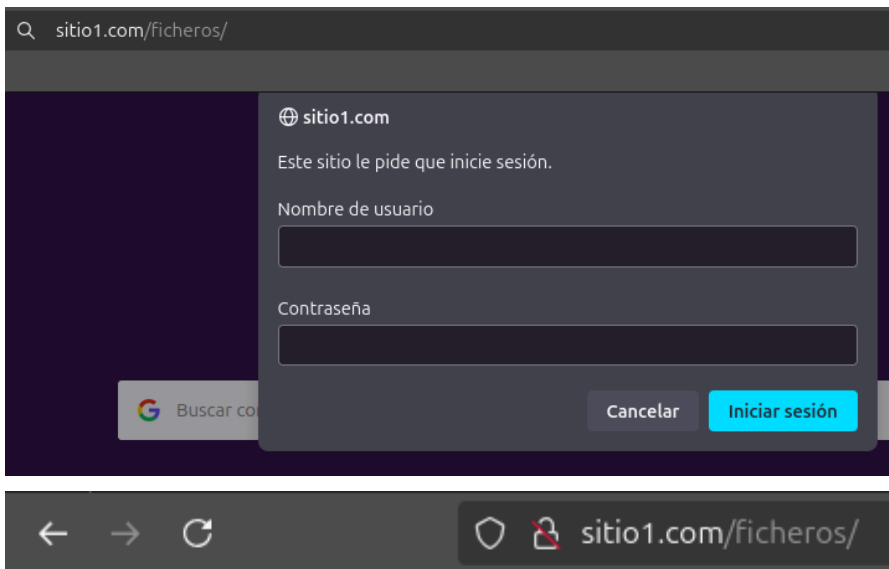 sitio1.com/ficheros/
sitio1.com
Este sitio le pide que inicie sesión.
Nombre de usuario
Contraseña
Buscar co
Cancelar
Iniciar sesión
sitio1.com/ficheros/